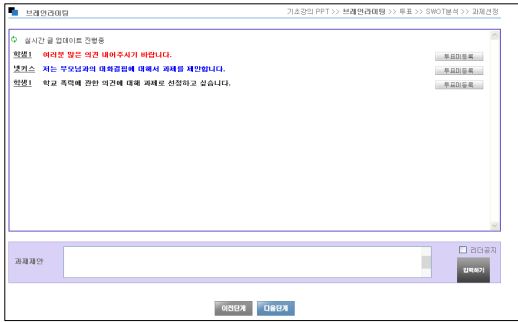 브레인라이팅
기초강의 PPT >> 브레인라이팅 >> 투표 >> SWOT분석 >> 과제선정
실시간 글 업데이트 진행중
학생1 여러분 많은 의견 내어주시기 바랍니다. 투표미등록
넷커스 저는 부모님과의 대화결핍에 대해서 과제를 제안합니다. 투표미등록
학생1 학교 폭력에 관한 의견에 대해 과제로 선정하고 싶습니다. 투표미등록
과제제안
리더공지
입력하기
이전단계 다음단계